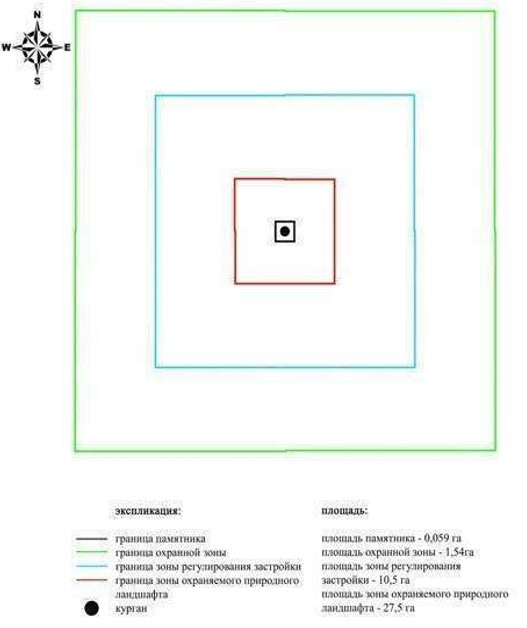 N
W E
S
экспликация:
площадь:
граница памятника
площадь памятника - 0,059 га
граница охранной зоны
площадь охранной зоны - 1,54га
граница зоны регулирования застройки
площадь зоны регулирования
граница зоны охраняемого природного
застройки - 10,5 га
ландшафта
площадь зоны охраняемого природного
курган
ландшафта - 27,5 га